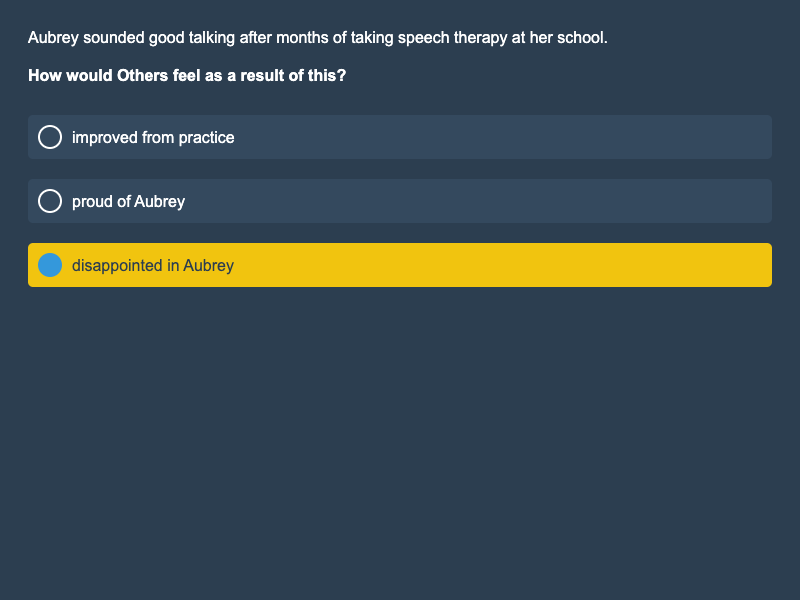 Aubrey sounded good talking after months of taking speech therapy at her school.
How would Others feel as a result of this?
improved from practice
proud of Aubrey
disappointed in Aubrey